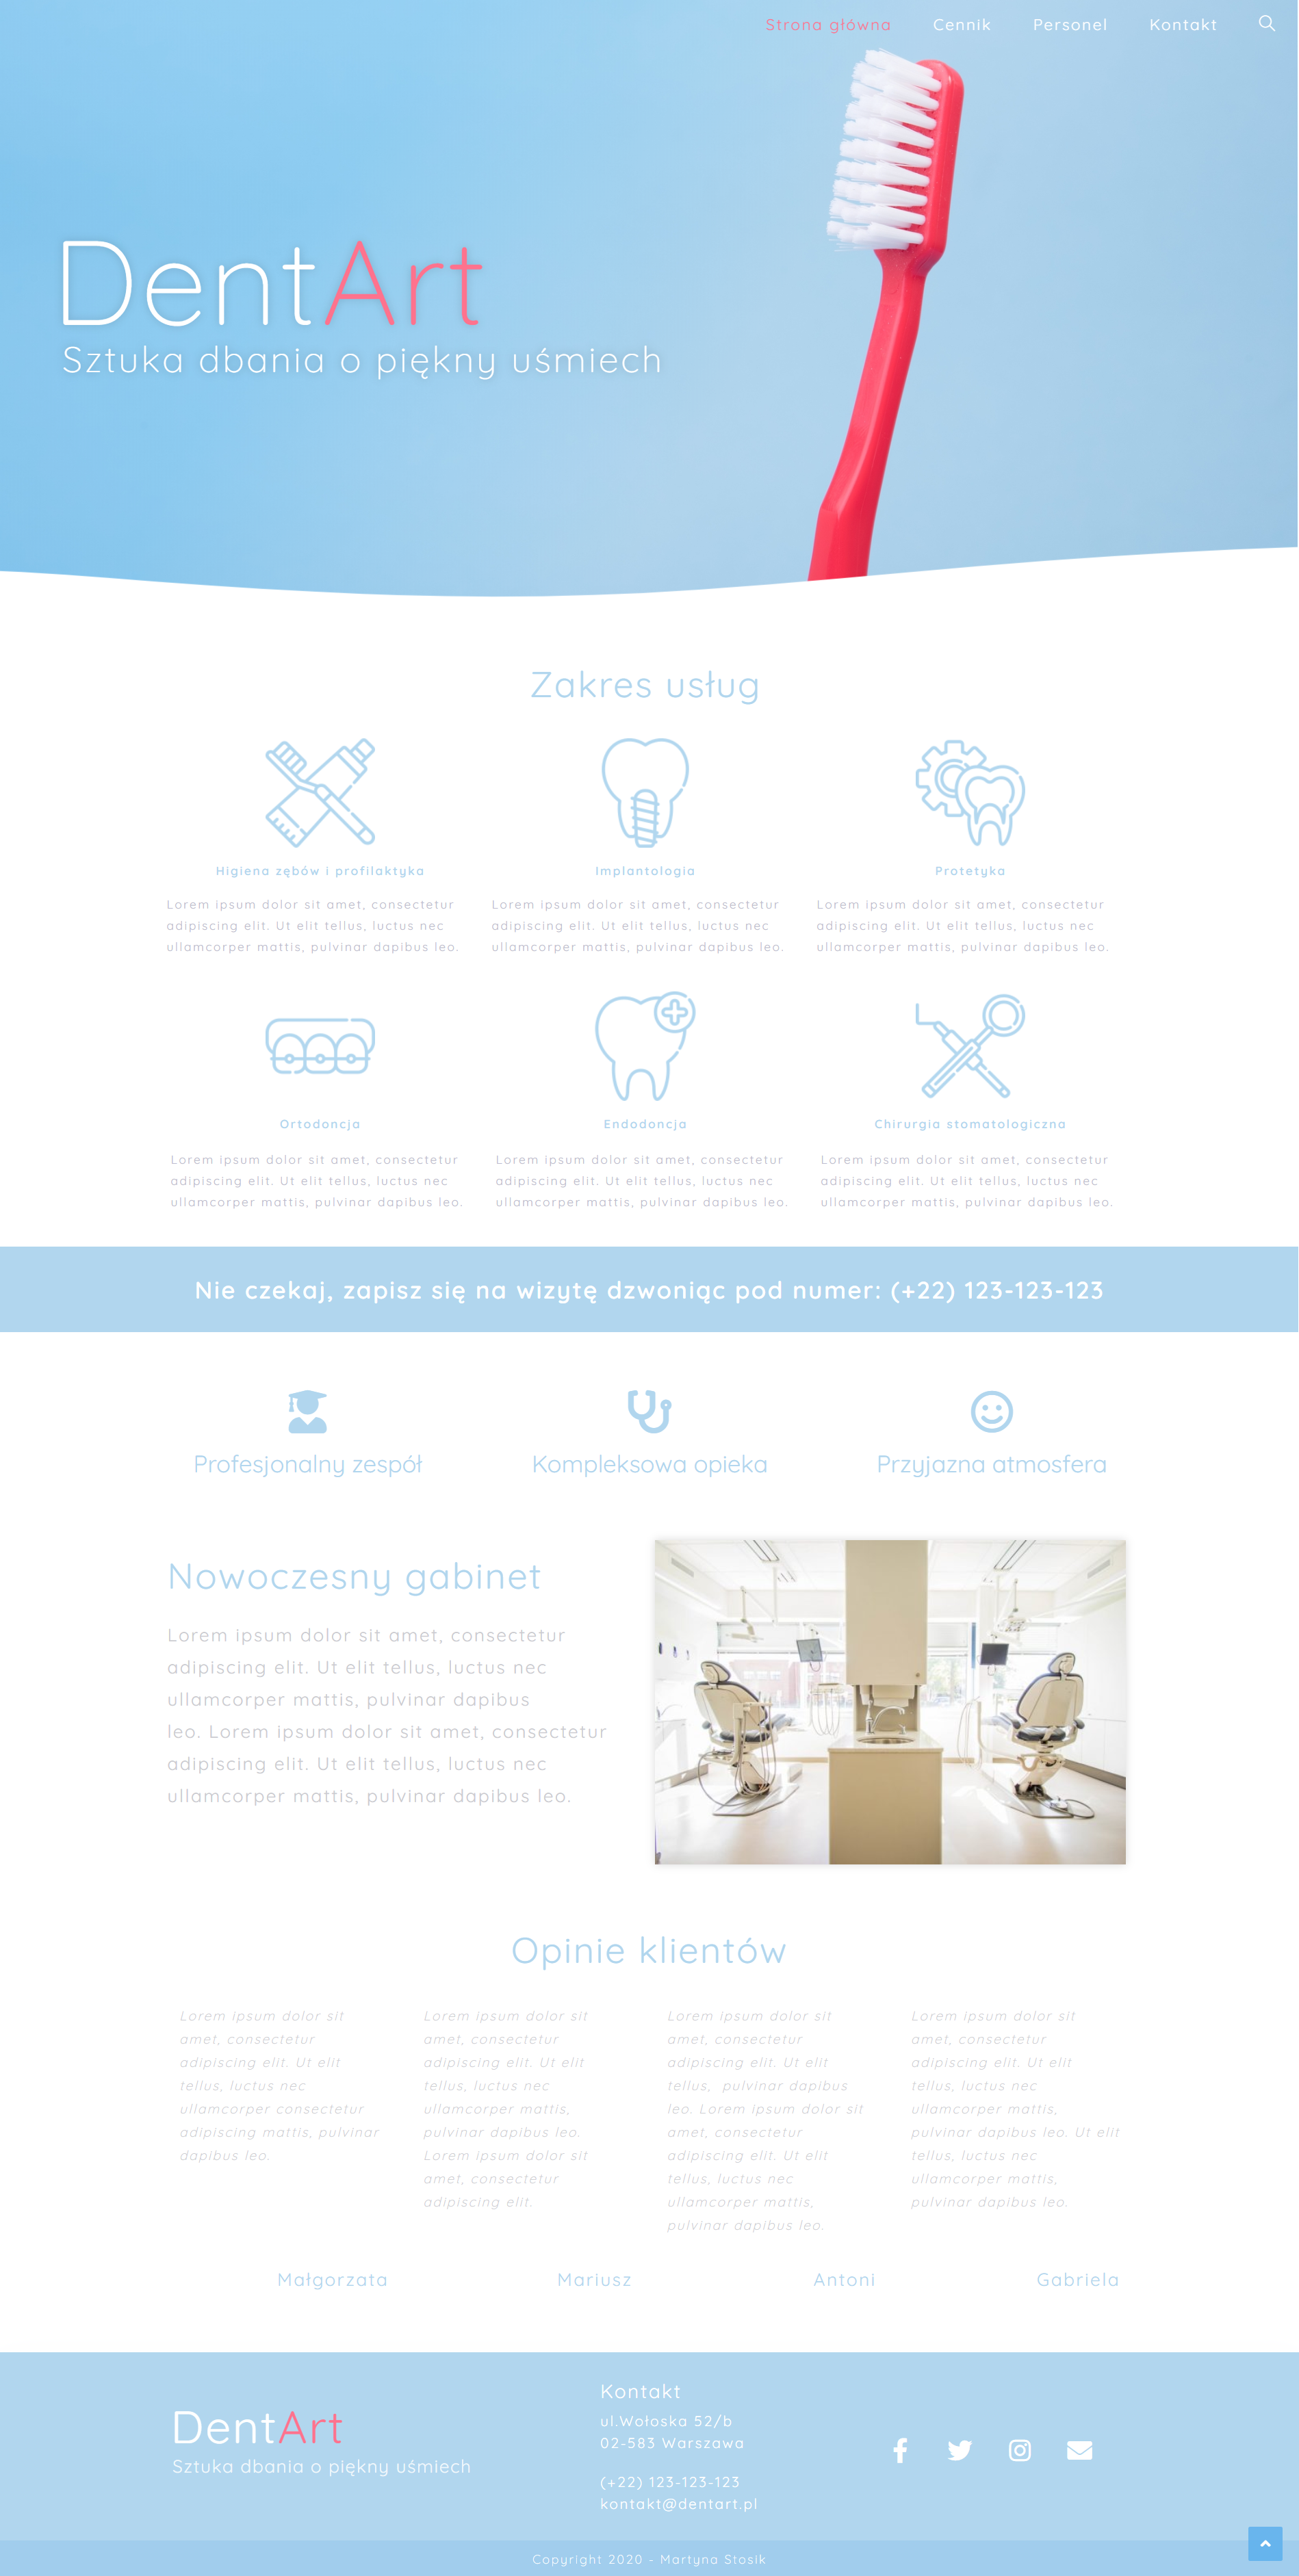 Strona główna Cennik Personel Kontakt
DentArt
Sztuka dbania o piękny uśmiech
Zakres usług
Higiena zębów i profilaktyka
Lorem ipsum dolor sit amet, consectetur
adipiscing elit. Ut elit tellus, luctus nec
ullamcorper mattis, pulvinar dapibus leo.
Implantologia
Lorem ipsum dolor sit amet, consectetur
adipiscing elit. Ut elit tellus, luctus nec
ullamcorper mattis, pulvinar dapibus leo.
Protetyka
Lorem ipsum dolor sit amet, consectetur
adipiscing elit. Ut elit tellus, luctus nec
ullamcorper mattis, pulvinar dapibus leo.
Ortodoncja
Lorem ipsum dolor sit amet, consectetur
adipiscing elit. Ut elit tellus, luctus nec
ullamcorper mattis, pulvinar dapibus leo.
Endodoncja
Lorem ipsum dolor sit amet, consectetur
adipiscing elit. Ut elit tellus, luctus nec
ullamcorper mattis, pulvinar dapibus leo.
Chirurgia stomatologiczna
Lorem ipsum dolor sit amet, consectetur
adipiscing elit. Ut elit tellus, luctus nec
ullamcorper mattis, pulvinar dapibus leo.
Nie czekaj, zapisz się na wizytę dzwoniąc pod numer: (+22) 123-123-123
Profesjonalny zespół
Kompleksowa opieka
Przyjazna atmosfera
Nowoczesny gabinet
Lorem ipsum dolor sit amet, consectetur
adipiscing elit. Ut elit tellus, luctus nec
ullamcorper mattis, pulvinar dapibus
leo. Lorem ipsum dolor sit amet, consectetur
adipiscing elit. Ut elit tellus, luctus nec
ullamcorper mattis, pulvinar dapibus leo.
Opinie klientów
Lorem ipsum dolor sit
amet, consectetur
adipiscing elit. Ut elit
tellus, luctus nec
ullamcorper consectetur
adipiscing mattis, pulvinar
dapibus leo.
Małgorzata
Lorem ipsum dolor sit
amet, consectetur
adipiscing elit. Ut elit
tellus, luctus nec
ullamcorper mattis,
pulvinar dapibus leo.
Lorem ipsum dolor sit
amet, consectetur
adipiscing elit.
Mariusz
Lorem ipsum dolor sit
amet, consectetur
adipiscing elit. Ut elit
tellus, pulvinar dapibus
leo. Lorem ipsum dolor sit
amet, consectetur
adipiscing elit. Ut elit
tellus, luctus nec
ullamcorper mattis,
pulvinar dapibus leo.
Antoni
Lorem ipsum dolor sit
amet, consectetur
adipiscing elit. Ut elit
tellus, luctus nec
ullamcorper mattis,
pulvinar dapibus leo. Ut elit
tellus, luctus nec
ullamcorper mattis,
pulvinar dapibus leo.
Gabriela
DentArt
Sztuka dbania o piękny uśmiech
Kontakt
ul.Wołoska 52/b
02-583 Warszawa
(+22) 123-123-123
kontakt@dentart.pl
Copyright 2020 - Martyna Stosik